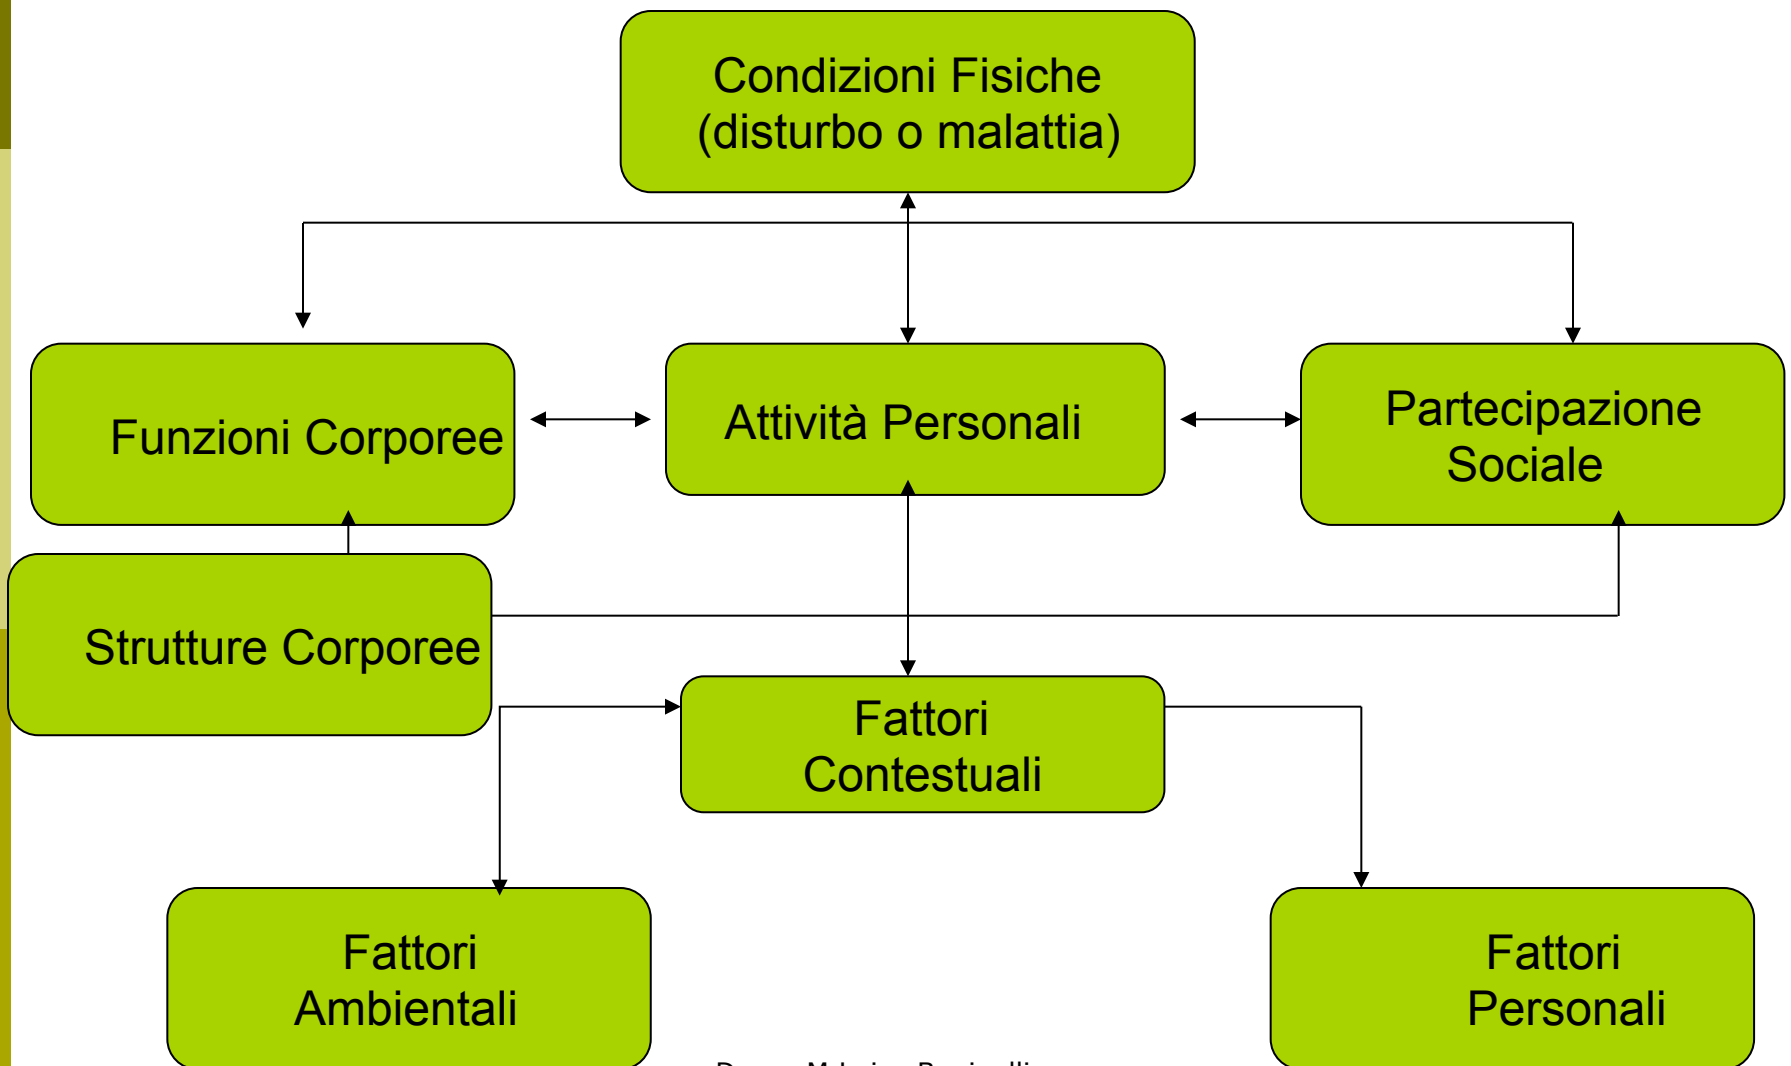 Condizioni Fisiche
(disturbo o malattia)
Funzioni Corporee
Attività Personali
Partecipazione
Sociale
Strutture Corporee
Fattori
Contestuali
Fattori
Ambientali
Fattori
Personali